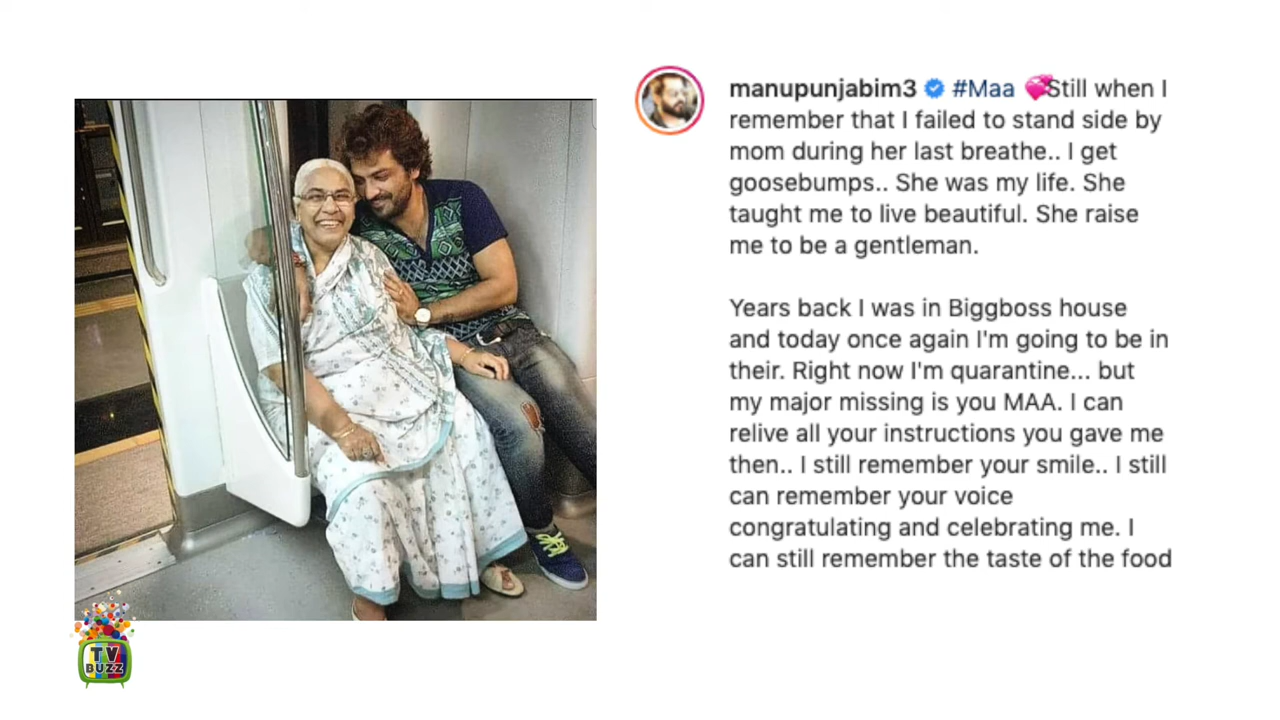 manupunjabim3 #Maa 💞Still when I
remember that I failed to stand side by
mom during her last breathe.. I get
goosebumps.. She was my life. She
taught me to live beautiful. She raise
me to be a gentleman.
Years back I was in Biggboss house
and today once again I'm going to be in
their. Right now I'm quarantine... but
my major missing is you MAA. I can
relive all your instructions you gave me
then.. I still remember your smile.. I still
can remember your voice
congratulating and celebrating me. I
can still remember the taste of the food
TV
BUZZ